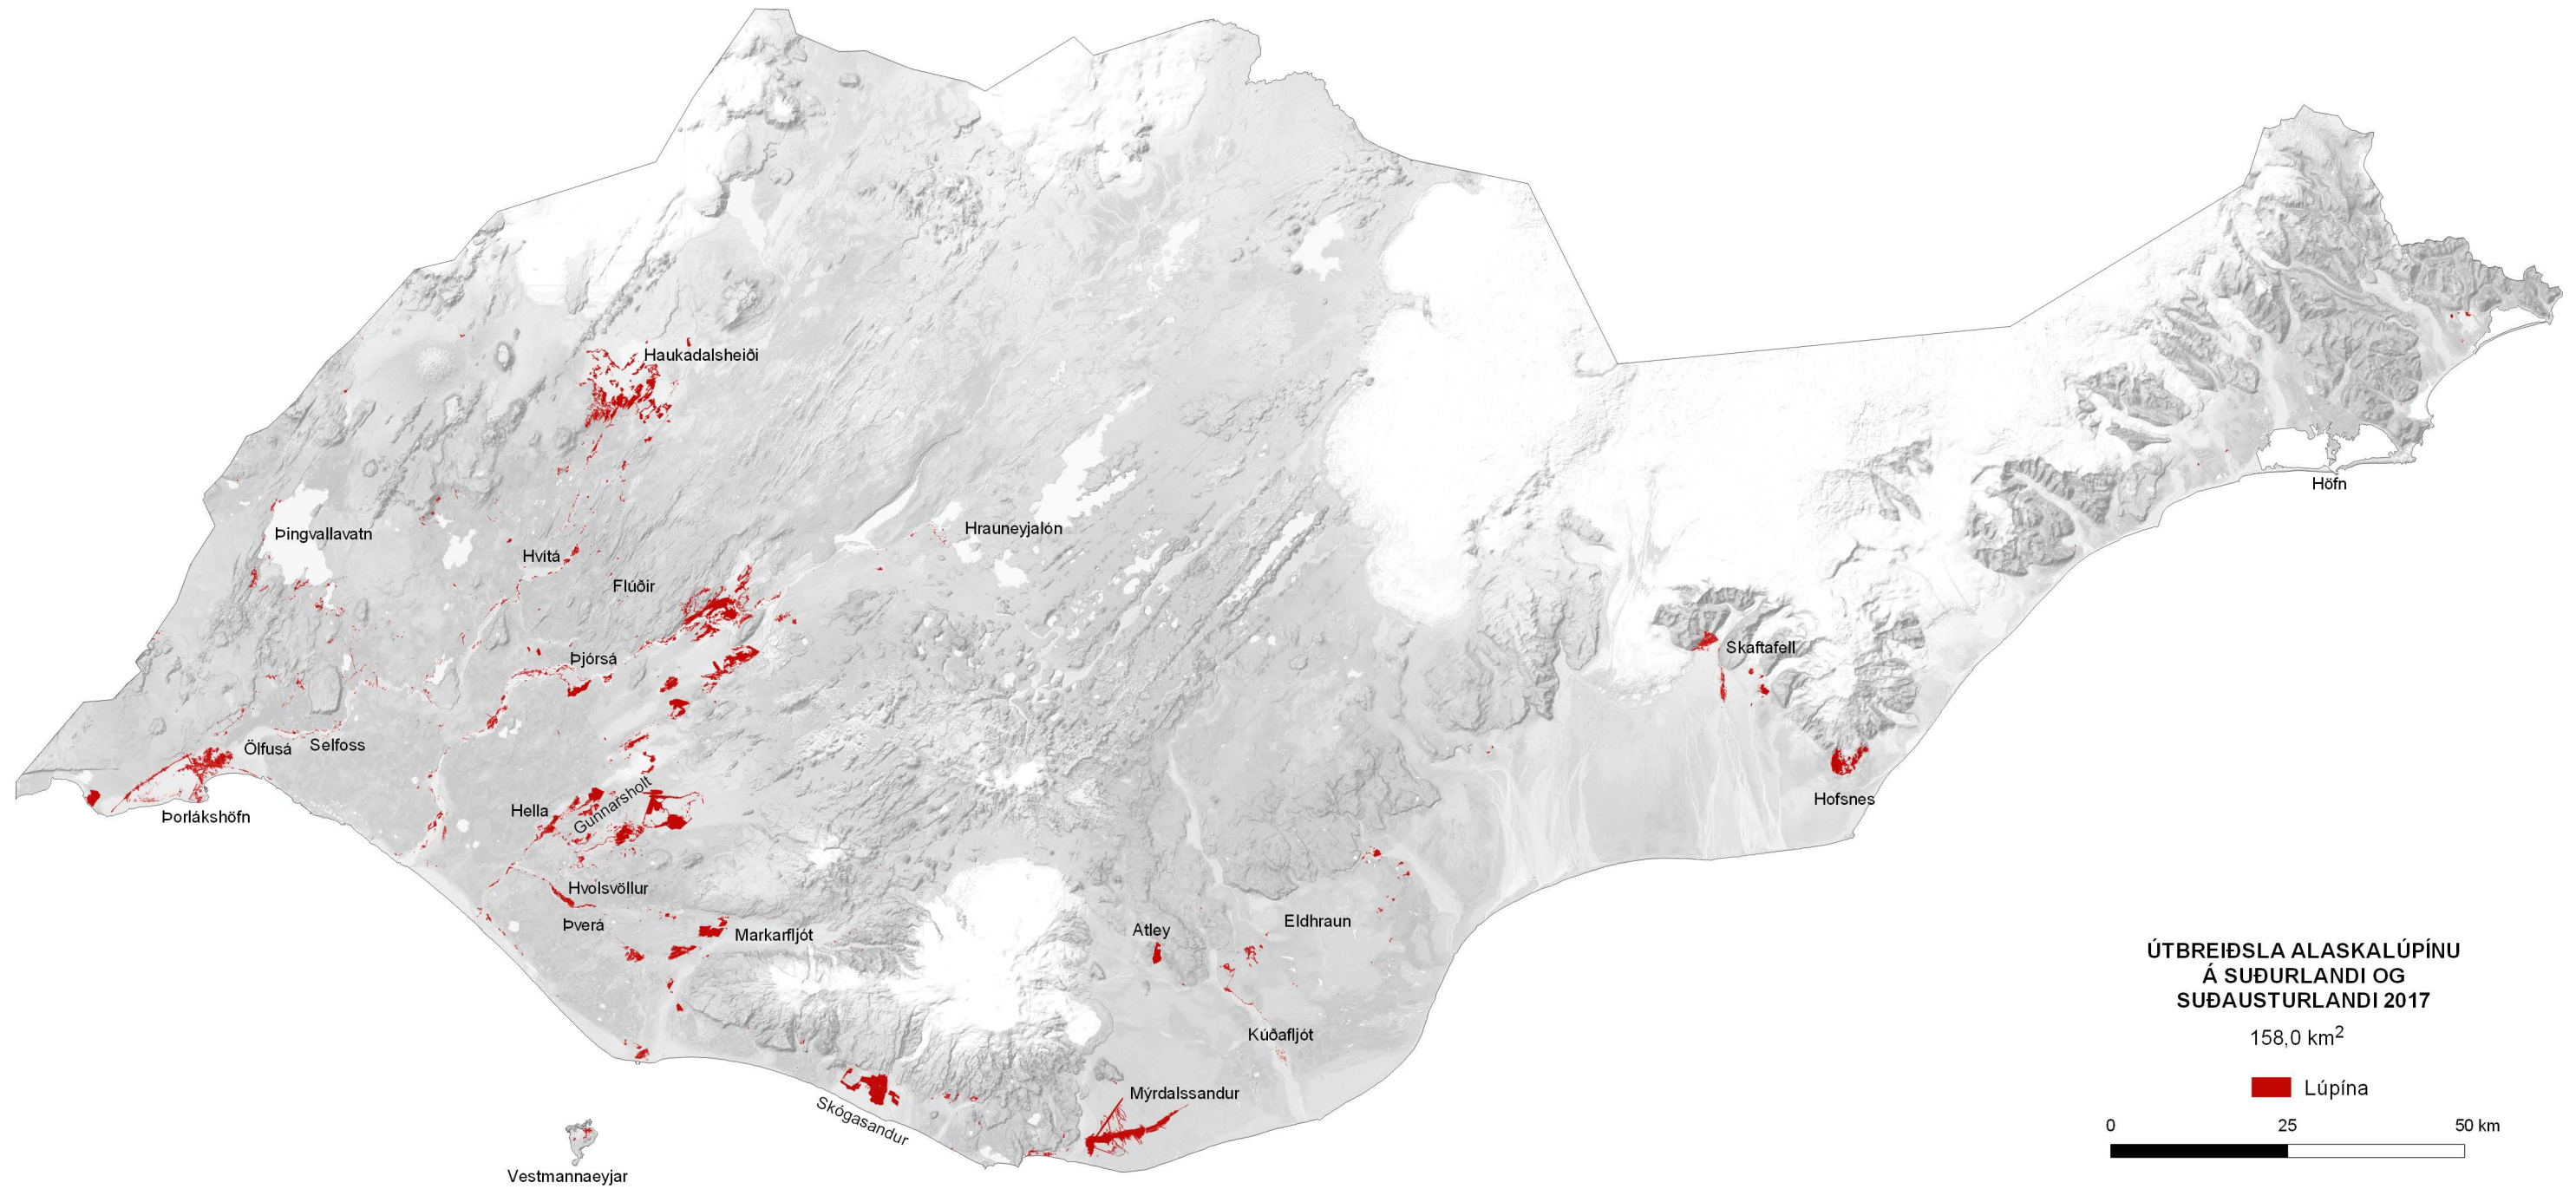 Haukadalsheiði
Þingvallavatn
Hvítá
Hrauneyjalón
Flúðir
Höfn
Þjórsá
Skaftafell
Ölfusá
Selfoss
Þorlákshöfn
Hella
Gunnarsholt
Hofsnes
Hvolsvöllur
Þverá
Markarfljót
Atley
Eldhraun
Kúðafljót
Mýrdalssandur
Skógasandur
Vestmannaeyjar
ÚTBREIÐSLA ALASKALÚPÍNU
Á SUÐURLANDI OG
SUÐAUSTURLANDI 2017
158,0 km²
Lúpína
0 25 50 km